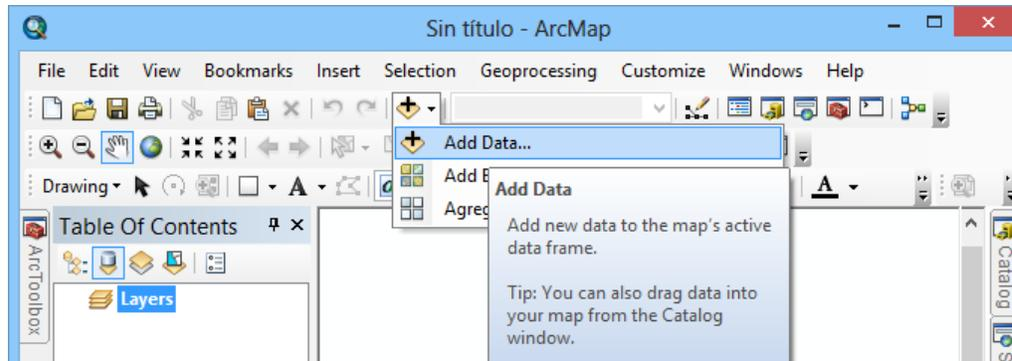 Sin título - ArcMap
File Edit View Bookmarks Insert Selection Geoprocessing Customize Windows Help
Add Data...
Drawing A A
Add B
Add Data
Agreg
Add new data to the map's active
data frame.
Tip: You can also drag data into
your map from the Catalog
window.
Table Of Contents
Layers
ArcToolbox
Catalog